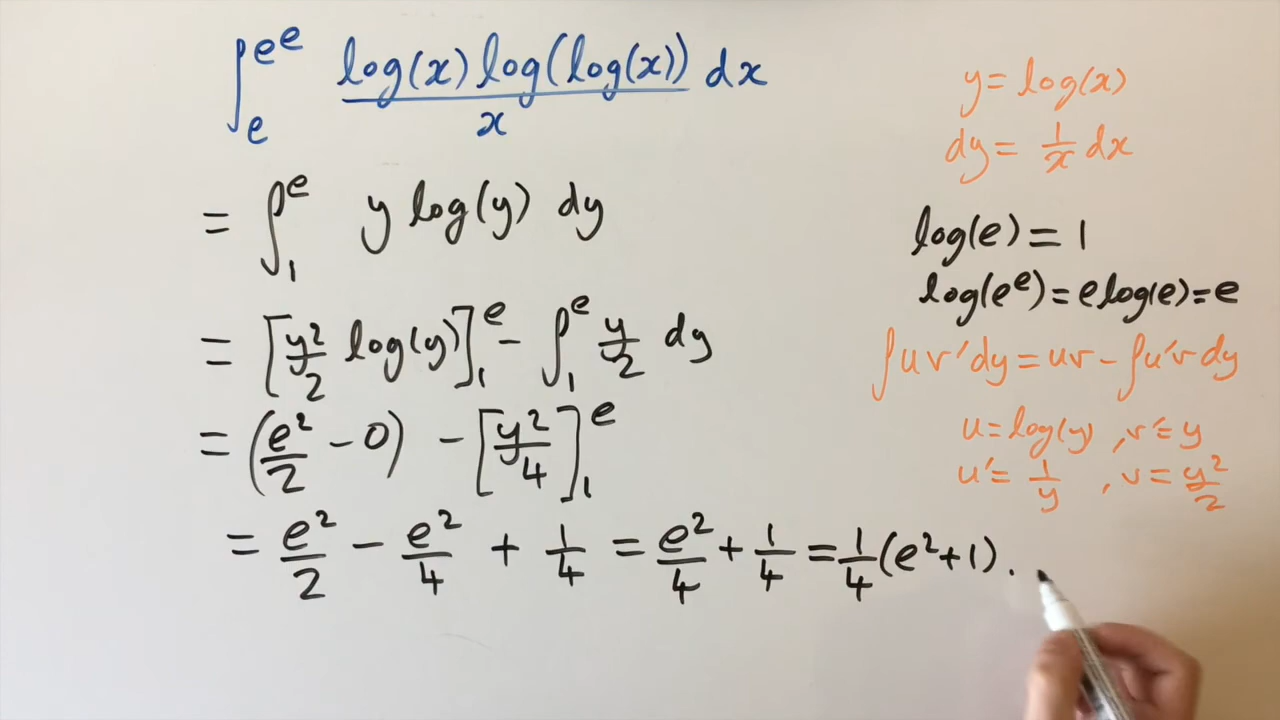 ∫_e^{e^e} log(x) log(log(x)) / x dx
= ∫_1^e y log(y) dy
= [y²/2 log(y)]_1^e - ∫_1^e y/2 dy
= (e²/2 - 0) - [y²/4]_1^e
= e²/2 - e²/4 + 1/4 = e²/4 + 1/4 = 1/4 (e²+1).
y = log(x)
dy = 1/x dx
log(e) = 1
log(e^e) = e log(e) = e
∫uv'dy = uv - ∫u'v dy
u = log(y), v' = y
u' = 1/y, v = y²/2